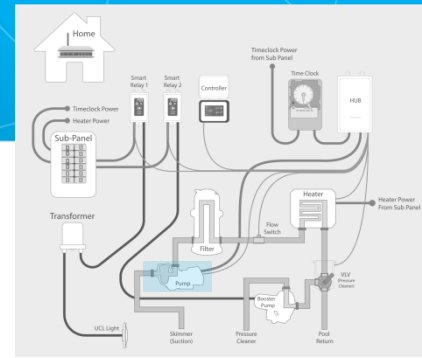 Home
Timeclock Power
from Sub Panel
Smart
Relay 1
Smart
Relay 2
Controller
Time Clock
HUB
Timeclock Power
Heater Power
Sub-Panel
Heater
Heater Power
From Sub Panel
Transformer
Flow
Switch
Filter
Pump
VLV
(Pressure
Cleaner)
Booster
Pump
UCL Light
Skimmer
(Suction)
Pressure
Cleaner
Pool
Return